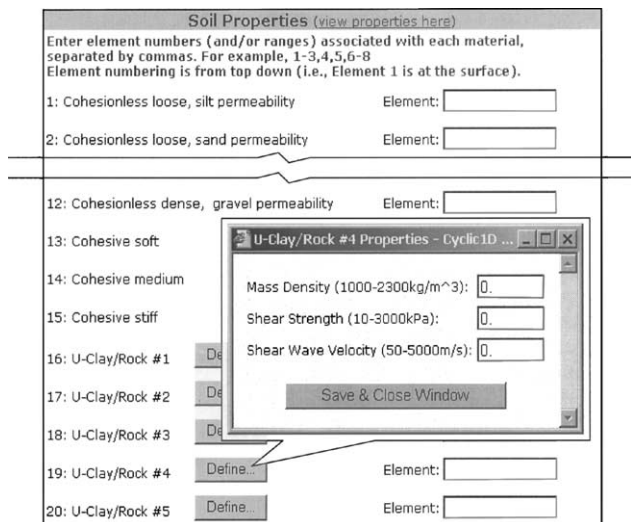 Soil Properties (view properties here)
Enter element numbers (and/or ranges) associated with each material,
separated by commas. For example, 1-3,4,5,6-8
Element numbering is from top down (i.e., Element 1 is at the surface).
1: Cohesionless loose, silt permeability Element:
2: Cohesionless loose, sand permeability Element:
12: Cohesionless dense, gravel permeability Element:
13: Cohesive soft
14: Cohesive medium
15: Cohesive stiff
16: U-Clay/Rock #1 De
17: U-Clay/Rock #2 De
18: U-Clay/Rock #3 De
19: U-Clay/Rock #4 Define... Element:
20: U-Clay/Rock #5 Define... Element:
U-Clay/Rock #4 Properties - Cyclic1D ...
Mass Density (1000-2300kg/m^3): 0.
Shear Strength (10-3000kPa): 0.
Shear Wave Velocity (50-5000m/s): 0.
Save & Close Window